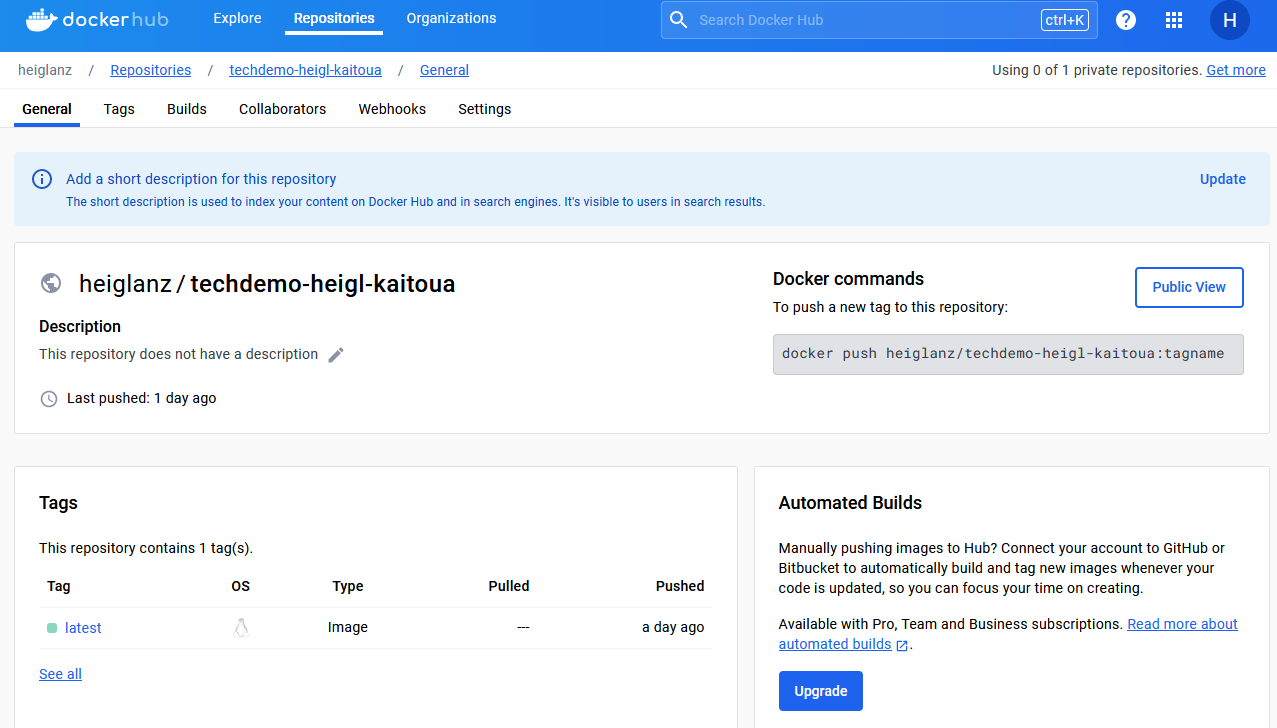 docker hub Explore Repositories Organizations Search Docker Hub ctrl+K ? H
heiglanz / Repositories / techdemo-heigl-kaitoua / General Using 0 of 1 private repositories. Get more
General Tags Builds Collaborators Webhooks Settings
Add a short description for this repository Update
The short description is used to index your content on Docker Hub and in search engines. It's visible to users in search results.
heiglanz / techdemo-heigl-kaitoua
Description
This repository does not have a description
Last pushed: 1 day ago
Docker commands
Public View
To push a new tag to this repository:
docker push heiglanz/techdemo-heigl-kaitoua:tagname
Tags
This repository contains 1 tag(s).
Tag OS Type Pulled Pushed
latest Image --- a day ago
See all
Automated Builds
Manually pushing images to Hub? Connect your account to GitHub or
Bitbucket to automatically build and tag new images whenever your
code is updated, so you can focus your time on creating.
Available with Pro, Team and Business subscriptions. Read more about
automated builds .
Upgrade